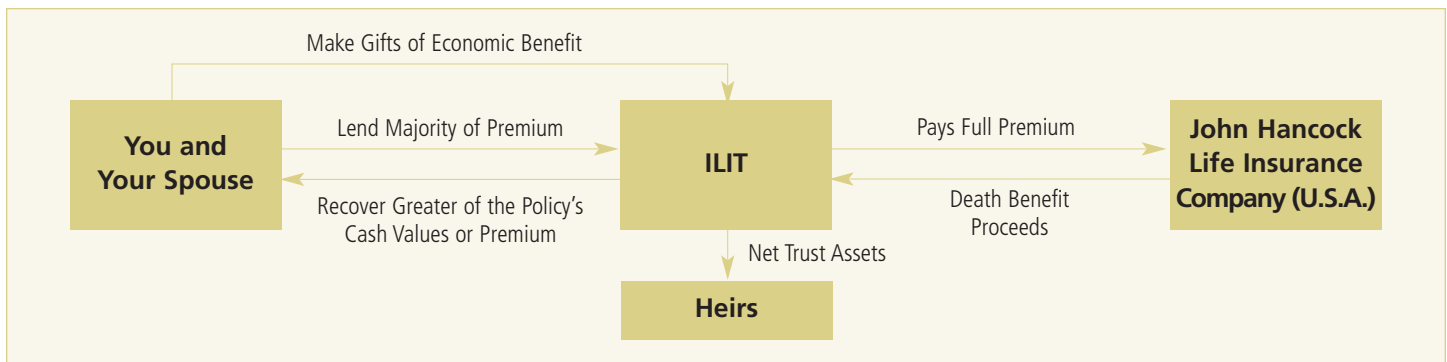 Make Gifts of Economic Benefit
You and
Your Spouse
Lend Majority of Premium
Recover Greater of the Policy's
Cash Values or Premium
ILIT
Pays Full Premium
Death Benefit
Proceeds
John Hancock
Life Insurance
Company (U.S.A.)
Net Trust Assets
Heirs